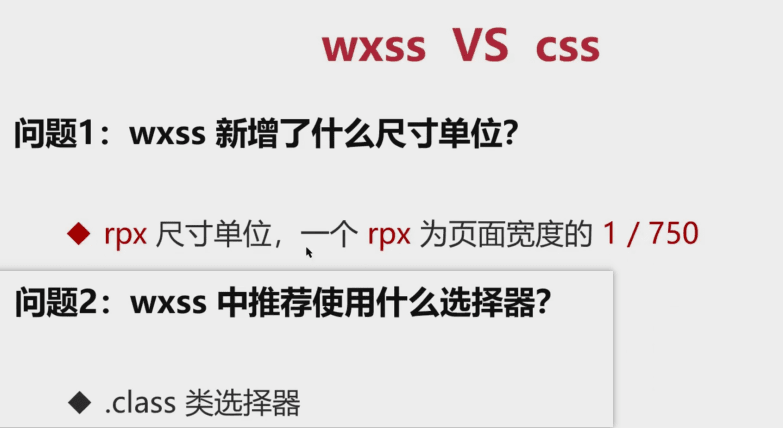 wxss VS css
问题1：wxss 新增了什么尺寸单位？
◆ rpx 尺寸单位，一个 rpx 为页面宽度的 1 / 750
问题2：wxss 中推荐使用什么选择器？
◆ .class 类选择器